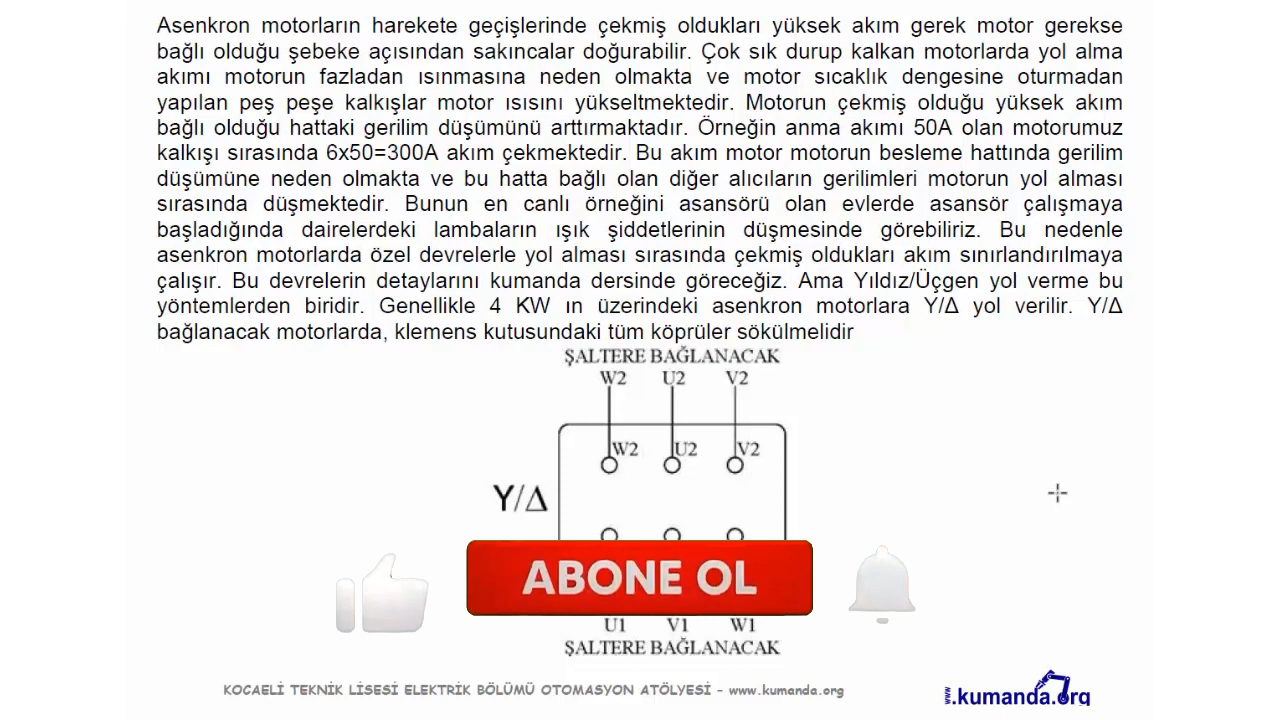 Asenkron motorların harekete geçişlerinde çekmiş oldukları yüksek akım gerek motor gerekse
bağlı olduğu şebeke açısından sakıncalar doğurabilir. Çok sık durup kalkan motorlarda yol alma
akımı motorun fazladan ısınmasına neden olmakta ve motor sıcaklık dengesine oturmadan
yapılan peş peşe kalkışlar motor ısısını yükseltmektedir. Motorun çekmiş olduğu yüksek akım
bağlı olduğu hattaki gerilim düşümünü arttırmaktadır. Örneğin anma akımı 50A olan motorumuz
kalkışı sırasında 6x50=300A akım çekmektedir. Bu akım motor motorun besleme hattında gerilim
düşümüne neden olmakta ve bu hatta bağlı olan diğer alıcıların gerilimleri motorun yol alması
sırasında düşmektedir. Bunun en canlı örneğini asansörü olan evlerde asansör çalışmaya
başladığında dairelerdeki lambaların ışık şiddetlerinin düşmesinde görebiliriz. Bu nedenle
asenkron motorlarda özel devrelerle yol alması sırasında çekmiş oldukları akım sınırlandırılmaya
çalışır. Bu devrelerin detaylarını kumanda dersinde göreceğiz. Ama Yıldız/Üçgen yol verme bu
yöntemlerden biridir. Genellikle 4 KW ın üzerindeki asenkron motorlara Y/Δ yol verilir. Y/Δ
bağlanacak motorlarda, klemens kutusundaki tüm köprüler sökülmelidir
ŞALTERE BAĞLANACAK
W2 U2 V2
W2 U2 V2
Y/Δ
ABONE OL
U1 V1 W1
ŞALTERE BAĞLANACAK
KOCAELİ TEKNİK LİSESİ ELEKTRİK BÖLÜMÜ OTOMASYON ATÖLYESİ - www.kumanda.org
www.kumanda.org